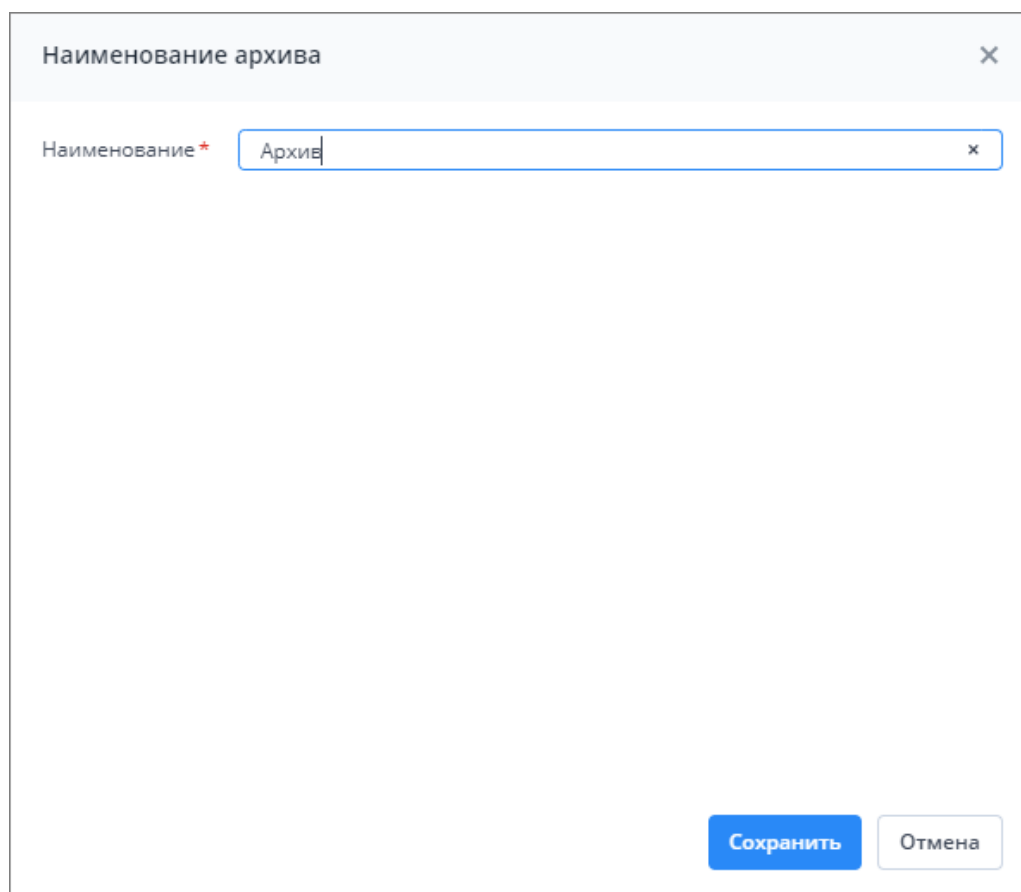 Наименование архива
Наименование* Архив
Сохранить Отмена